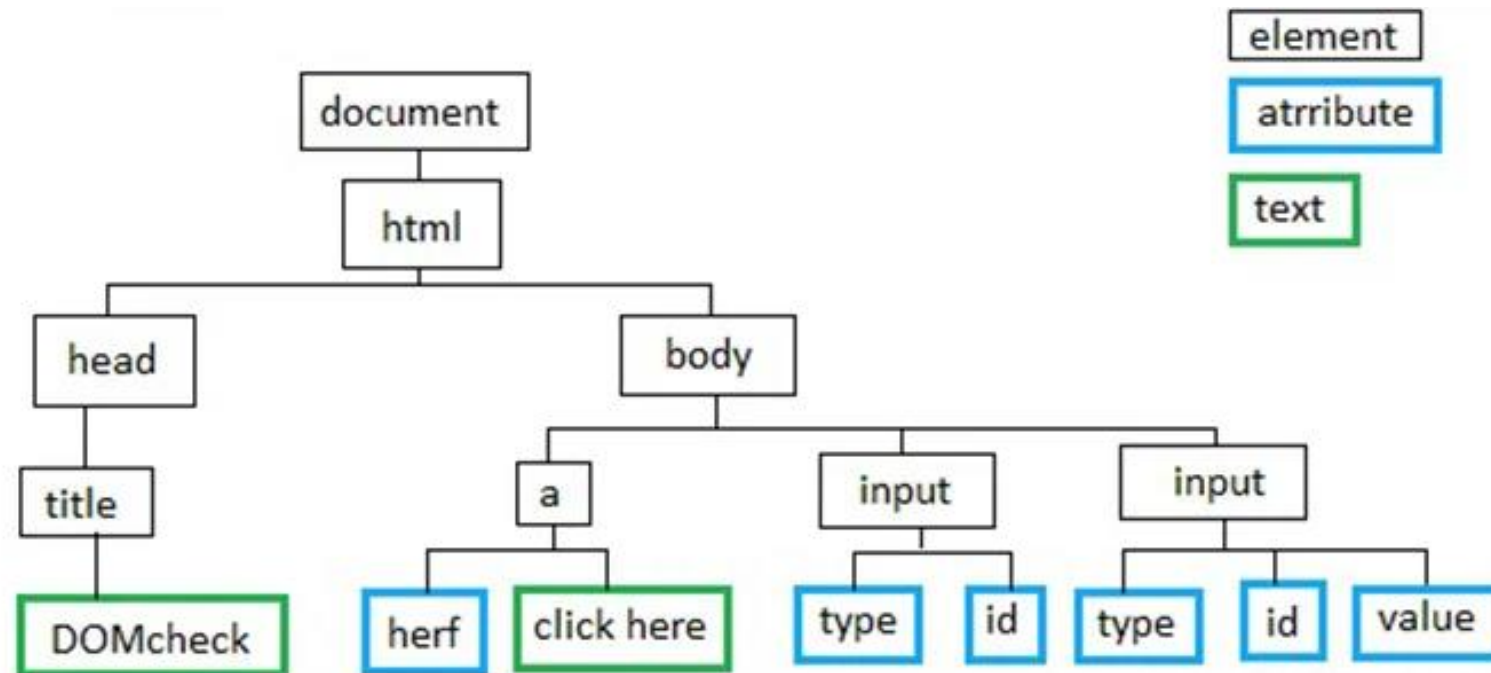 element
document
atrribute
text
html
head
body
title
a
input
input
DOMcheck
herf
click here
type
id
type
id
value